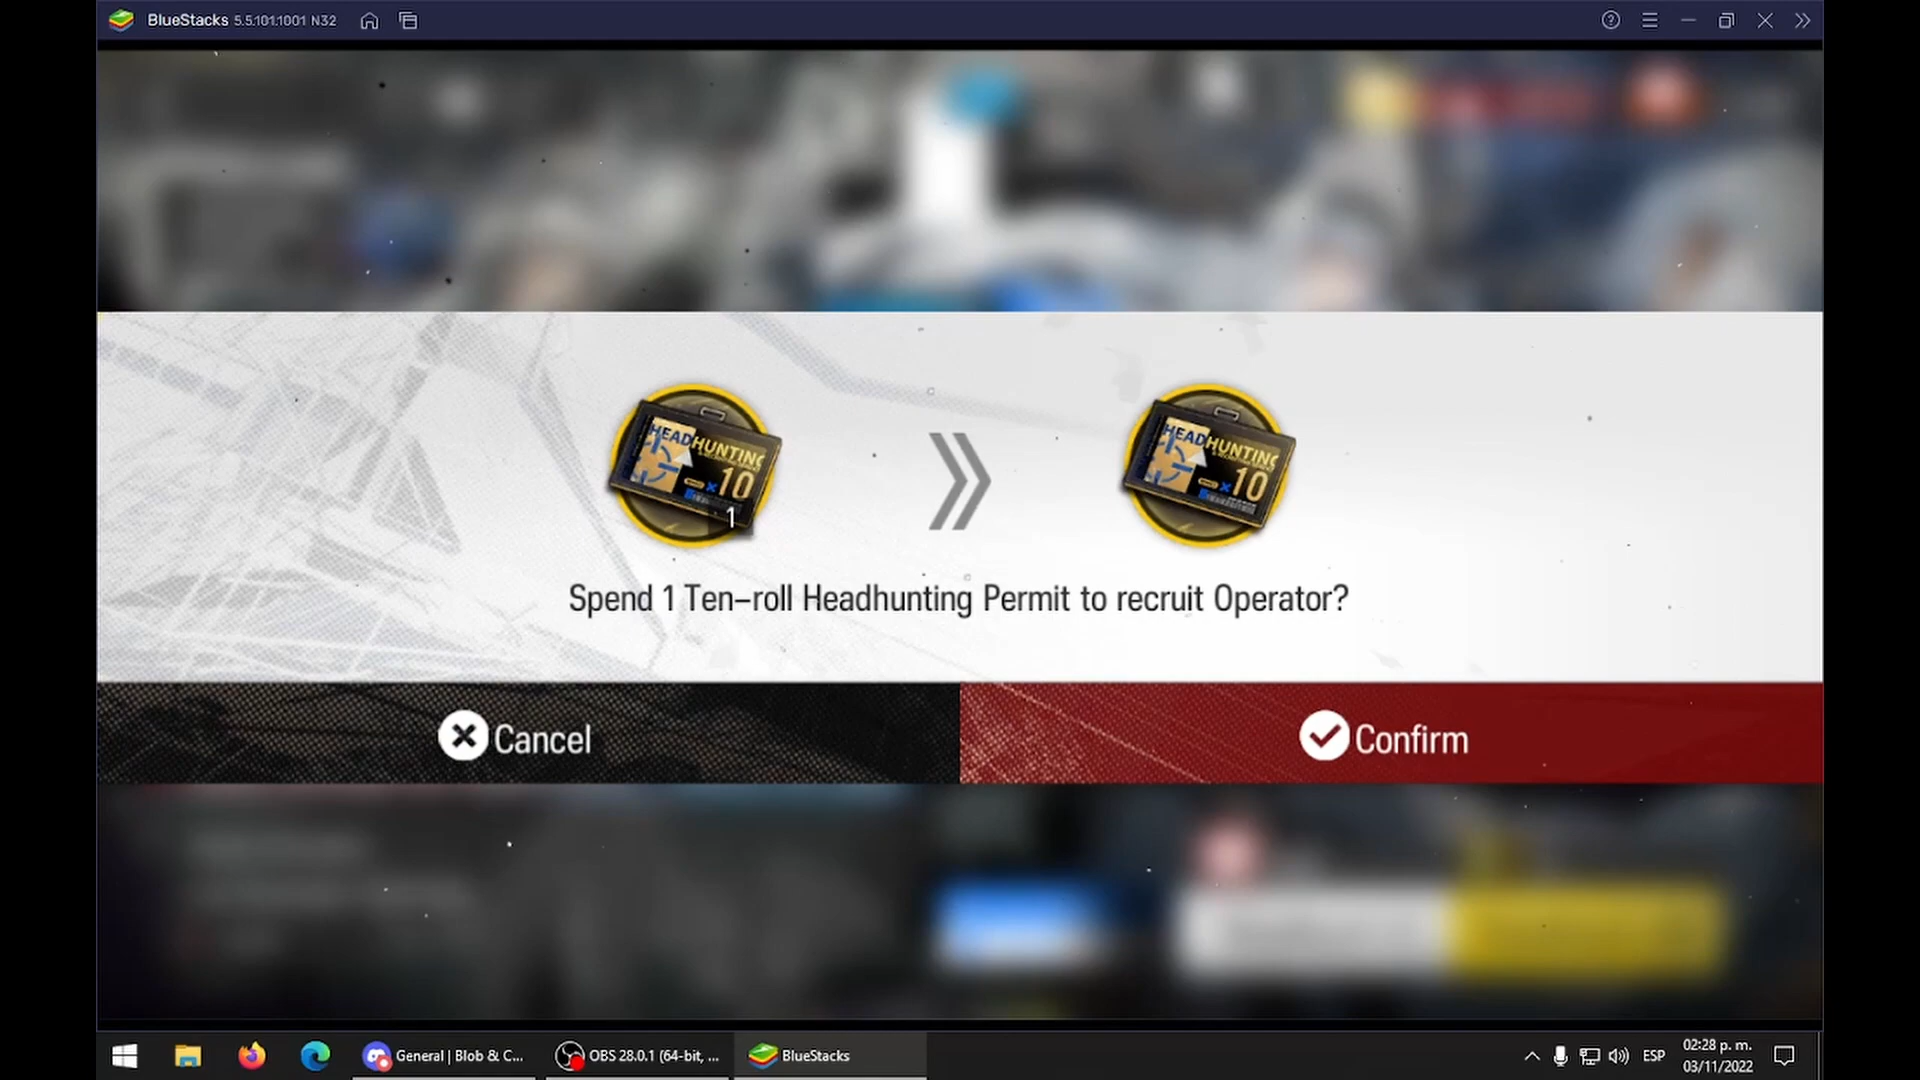 BlueStacks 5.5.101.1001 N32
HEADHUNTING
10
1
HEADHUNTING
10
Spend 1 Ten-roll Headhunting Permit to recruit Operator?
Cancel
Confirm
General | Blob & C...
OBS 28.0.1 (64-bit, ...
BlueStacks
ESP
02:28 p. m.
03/11/2022